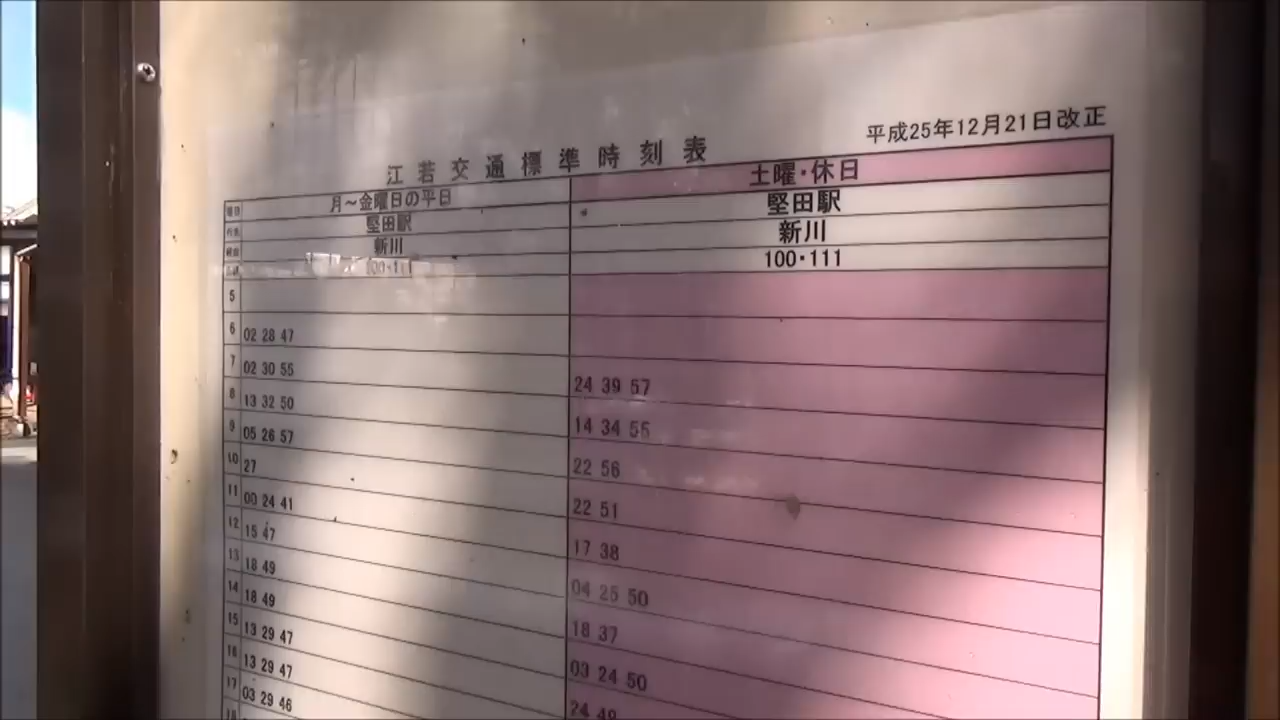 平成25年12月21日改正
江若交通標準時刻表
月～金曜日の平日 土曜・休日
堅田駅 堅田駅
新川 新川
100・111 100・111
5
6 02 28 47
7 02 30 55 24 39 57
8 13 32 50 14 34 55
9 05 26 57 22 56
10 27 22 51
11 00 24 41 17 38
12 15 47 04 25 50
13 18 49 18 37
14 18 49 03 24 50
15 13 29 47 24 49
16 13 29 47
17 03 29 46
18